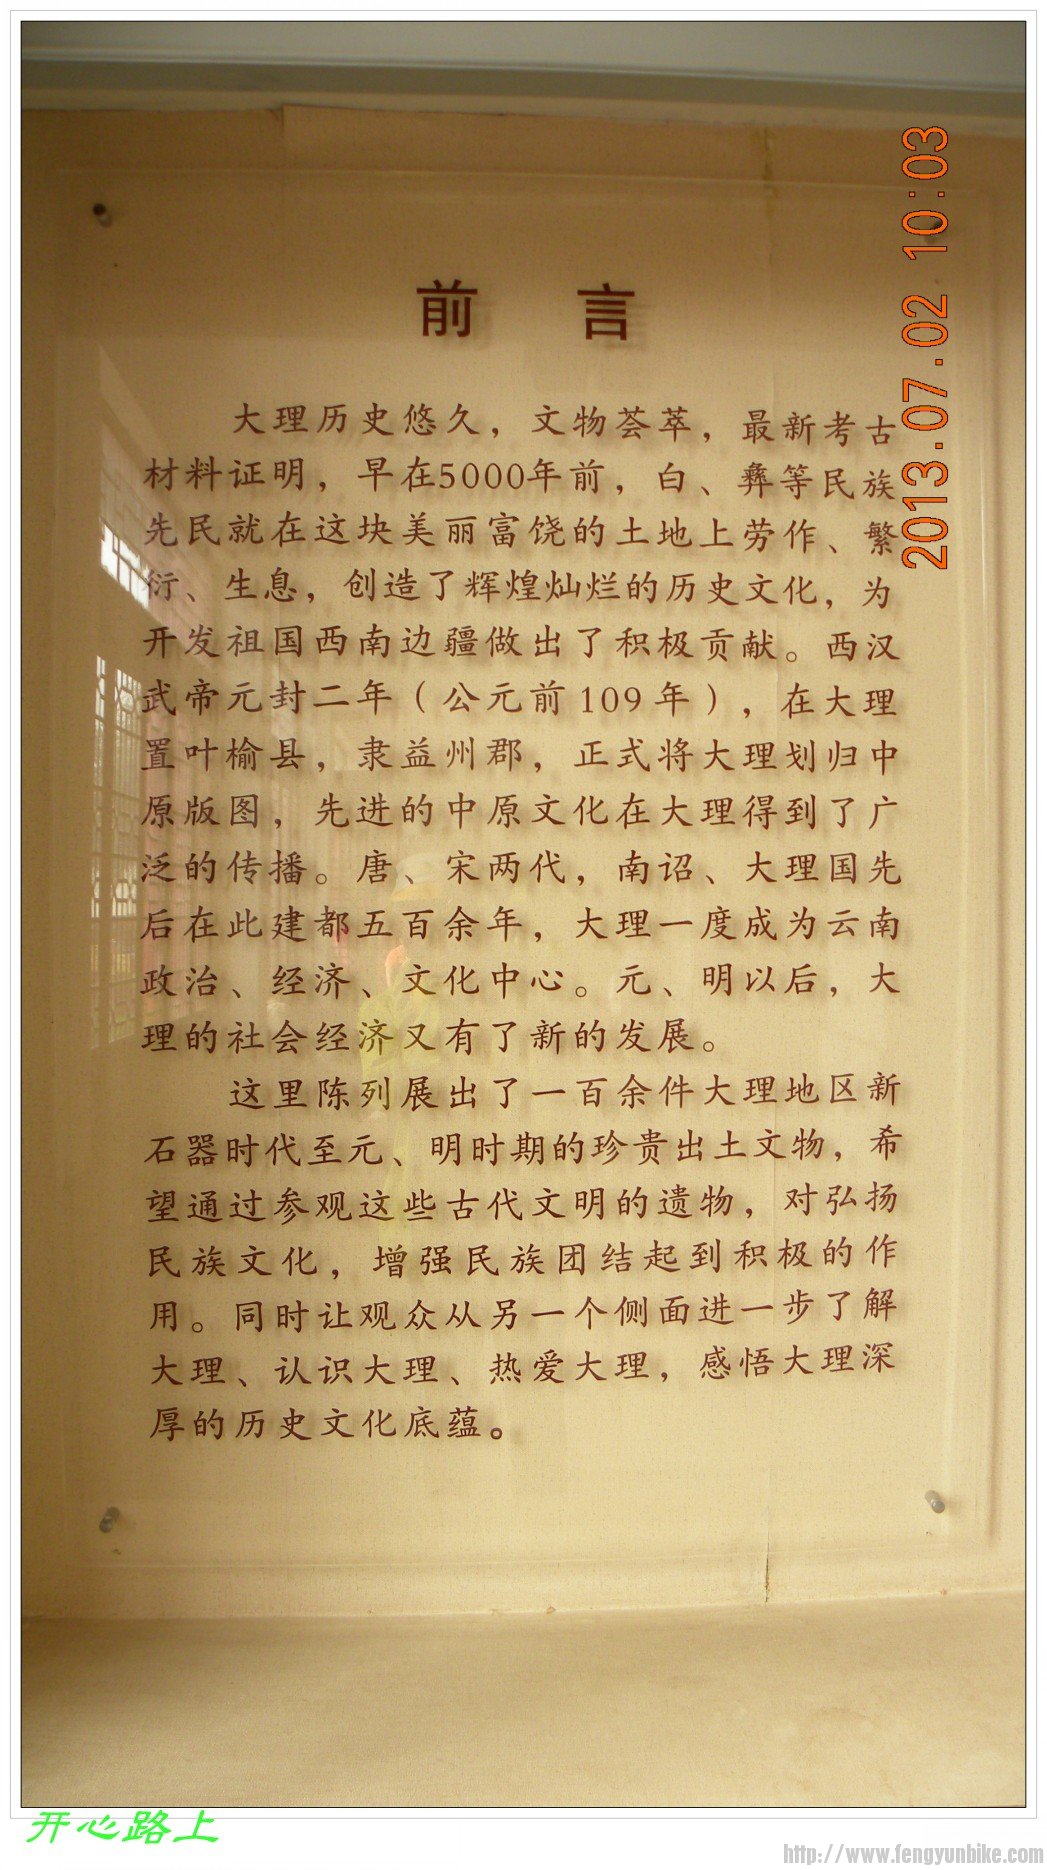 前 言
大理历史悠久，文物荟萃，最新考古
材料证明，早在5000年前，白、彝等民族
先民就在这块美丽富饶的土地上劳作、繁
衍、生息，创造了辉煌灿烂的历史文化，为
开发祖国西南边疆做出了积极贡献。西汉
武帝元封二年（公元前109年），在大理
置叶榆县，隶益州郡，正式将大理划归中
原版图，先进的中原文化在大理得到了广
泛的传播。唐、宋两代，南诏、大理国先
后在此建都五百余年，大理一度成为云南
政治、经济、文化中心。元、明以后，大
理的社会经济又有了新的发展。
这里陈列展出了一百余件大理地区新
石器时代至元、明时期的珍贵出土文物，希
望通过参观这些古代文明的遗物，对弘扬
民族文化，增强民族团结起到积极的作
用。同时让观众从另一个侧面进一步了解
大理、认识大理、热爱大理，感悟大理深
厚的历史文化底蕴。
2013.07.02 10:03
开心路上
http://www.fengyunbike.com